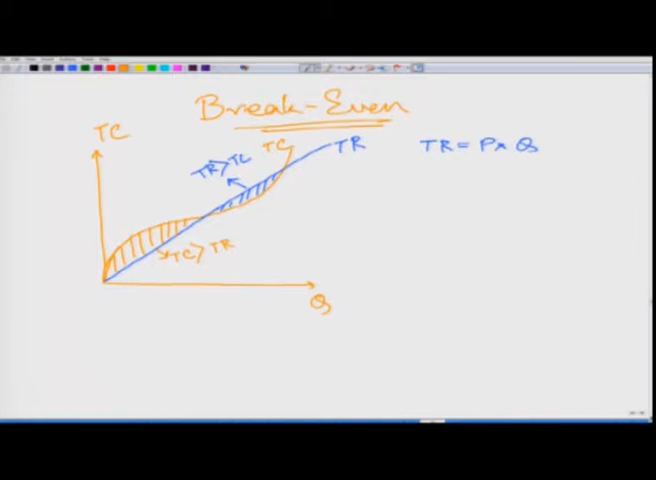 Break-Even
TC
TC
TR
TR = P x Q
TR > TC
TC > TR
Q